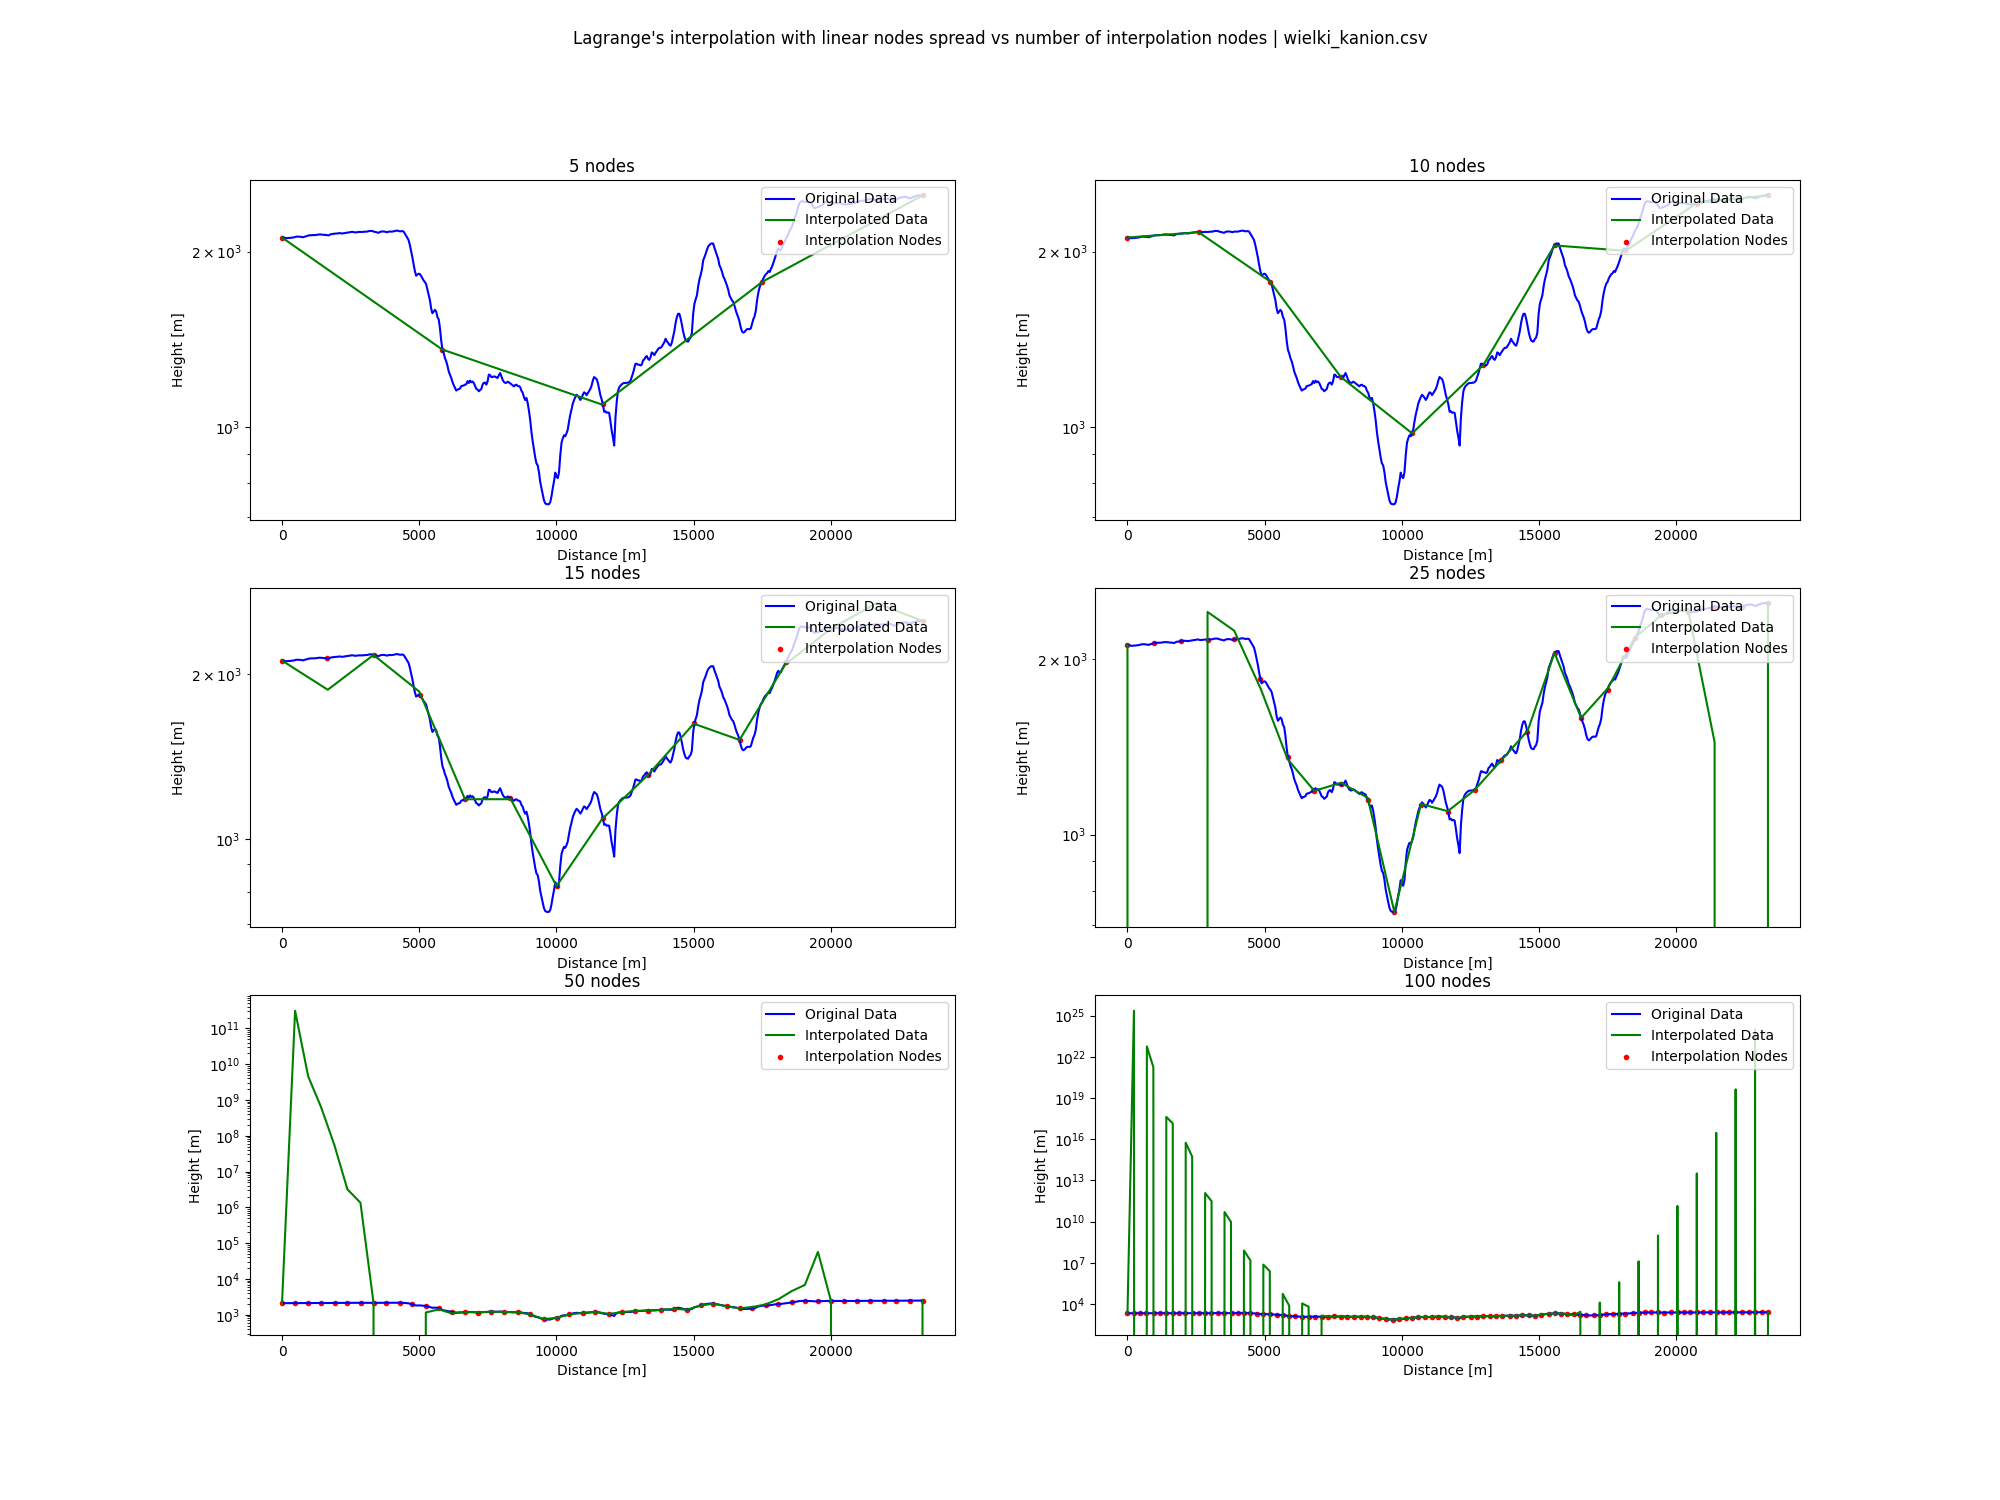 Lagrange's interpolation with linear nodes spread vs number of interpolation nodes | wielki_kanion.csv
5 nodes
Original Data
Interpolated Data
Interpolation Nodes
2 × 10³
10³
Height [m]
0 5000 10000 15000 20000
Distance [m]
10 nodes
Original Data
Interpolated Data
Interpolation Nodes
2 × 10³
10³
Height [m]
0 5000 10000 15000 20000
Distance [m]
15 nodes
Original Data
Interpolated Data
Interpolation Nodes
2 × 10³
10³
Height [m]
0 5000 10000 15000 20000
Distance [m]
25 nodes
Original Data
Interpolated Data
Interpolation Nodes
2 × 10³
10³
Height [m]
0 5000 10000 15000 20000
Distance [m]
50 nodes
Original Data
Interpolated Data
Interpolation Nodes
10¹¹
10¹⁰
10⁹
10⁸
10⁷
10⁶
10⁵
10⁴
10³
Height [m]
0 5000 10000 15000 20000
Distance [m]
100 nodes
Original Data
Interpolated Data
Interpolation Nodes
10²⁵
10²²
10¹⁹
10¹⁶
10¹³
10¹⁰
10⁷
10⁴
Height [m]
0 5000 10000 15000 20000
Distance [m]